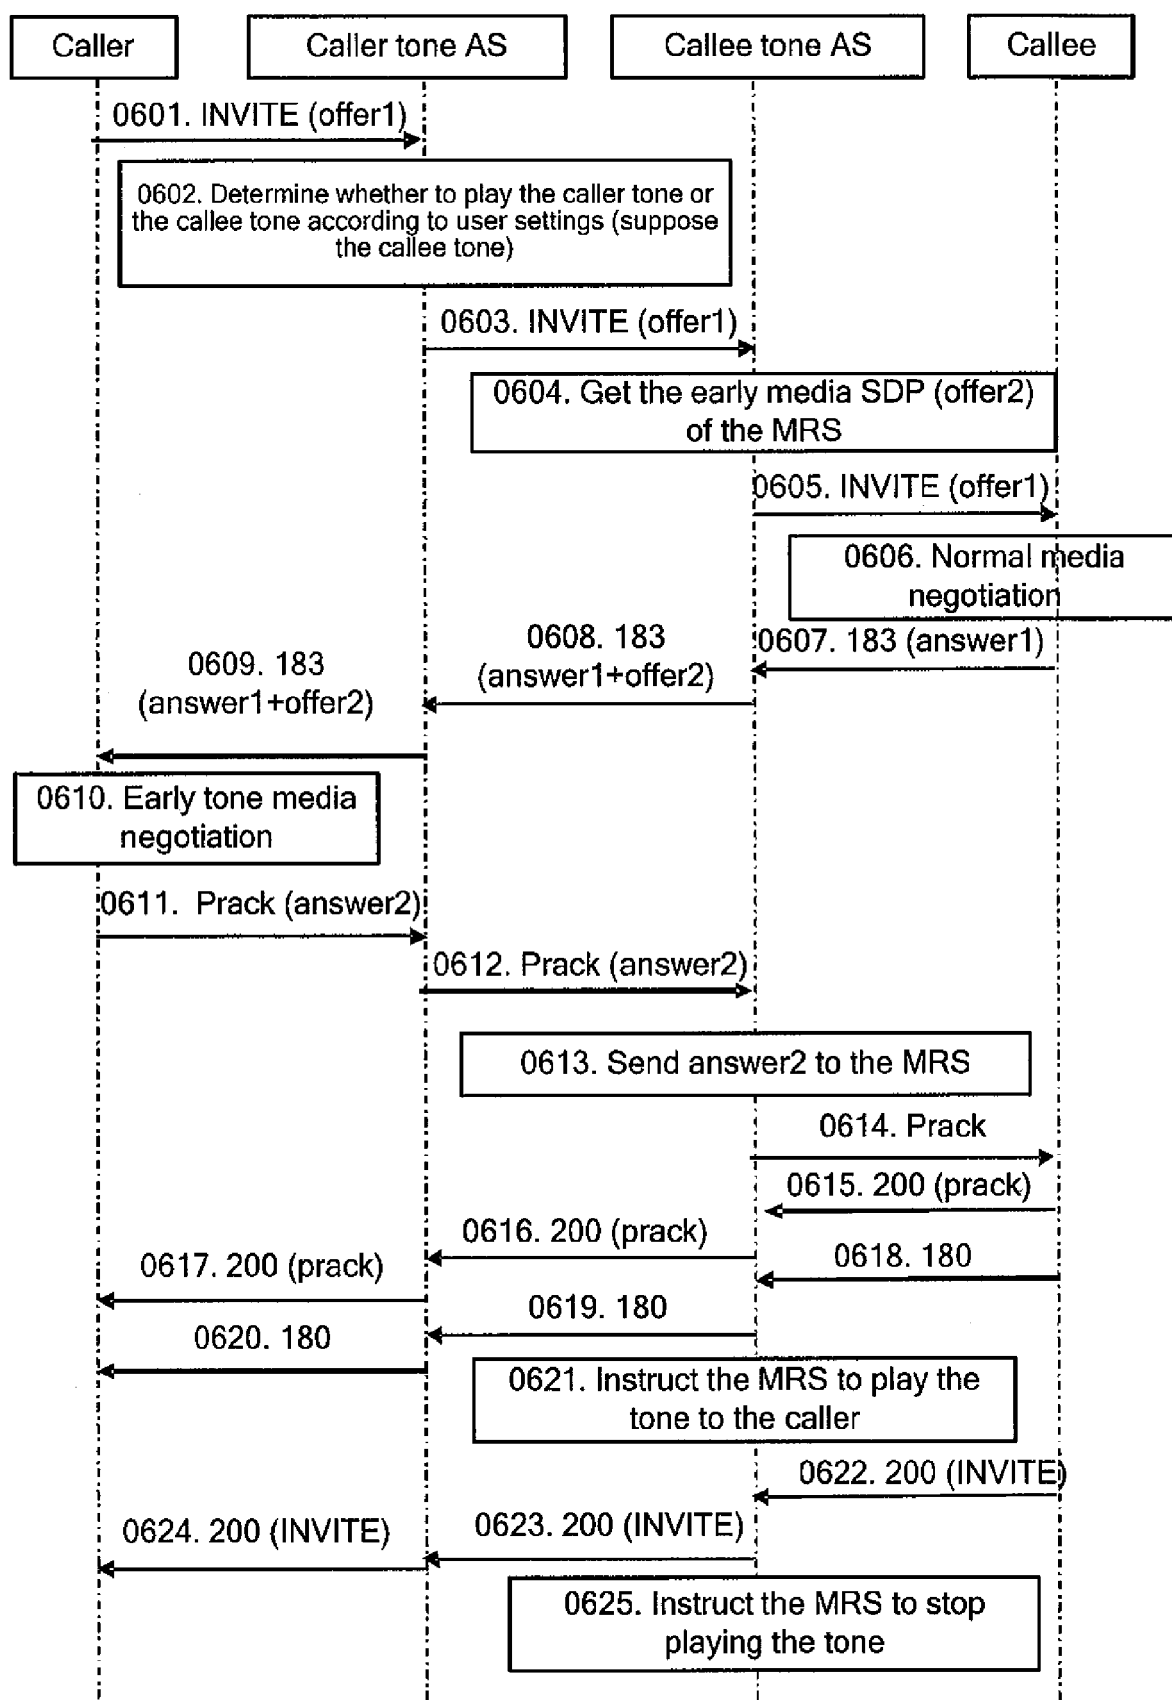 Caller
Caller tone AS
Callee tone AS
Callee
0601. INVITE (offer1)
0602. Determine whether to play the caller tone or
the callee tone according to user settings (suppose
the callee tone)
0603. INVITE (offer1)
0604. Get the early media SDP (offer2)
of the MRS
0605. INVITE (offer1)
0606. Normal media
negotiation
0607. 183 (answer1)
0608. 183
(answer1+offer2)
0609. 183
(answer1+offer2)
0610. Early tone media
negotiation
0611. Prack (answer2)
0612. Prack (answer2)
0613. Send answer2 to the MRS
0614. Prack
0615. 200 (prack)
0616. 200 (prack)
0617. 200 (prack)
0618. 180
0619. 180
0620. 180
0621. Instruct the MRS to play the
tone to the caller
0622. 200 (INVITE)
0623. 200 (INVITE)
0624. 200 (INVITE)
0625. Instruct the MRS to stop
playing the tone